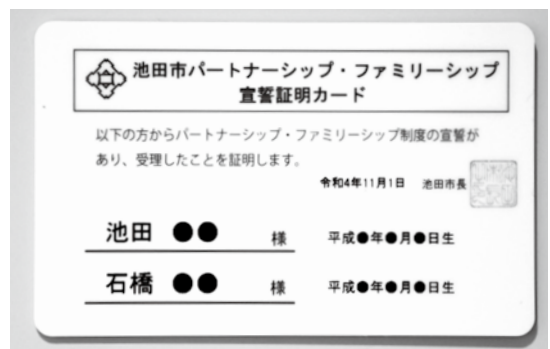 池田市パートナーシップ・ファミリーシップ
宣誓証明カード
以下の方からパートナーシップ・ファミリーシップ制度の宣誓が
あり、受理したことを証明します。
令和4年11月1日 池田市長
池田 ●● 様 平成●年●月●日生
石橋 ●● 様 平成●年●月●日生